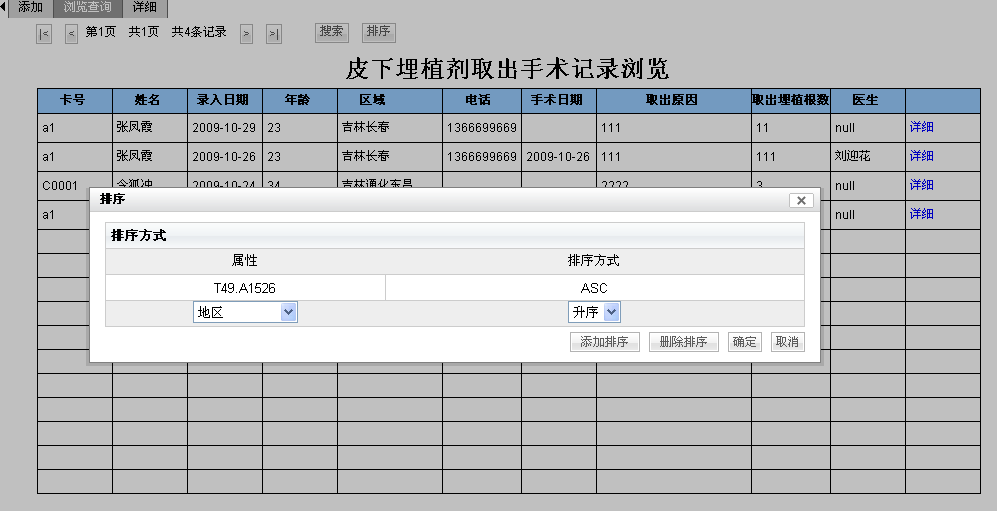 添加 浏览查询 详细
|< < 第1页 共1页 共4条记录 > >| 搜索 排序
皮下埋植剂取出手术记录浏览
卡号 姓名 录入日期 年龄 区域 电话 手术日期 取出原因 取出埋植根数 医生
a1 张凤霞 2009-10-29 23 吉林长春 1366699669 111 11 null 详细
a1 张凤霞 2009-10-26 23 吉林长春 1366699669 2009-10-26 111 111 刘迎花 详细
C0001 令狐冲 2009-10-24 34 吉林通化东昌 2222 3 null 详细
a1 null 详细
排序
排序方式
属性 排序方式
T49.A1526 ASC
地区 升序
添加排序 删除排序 确定 取消